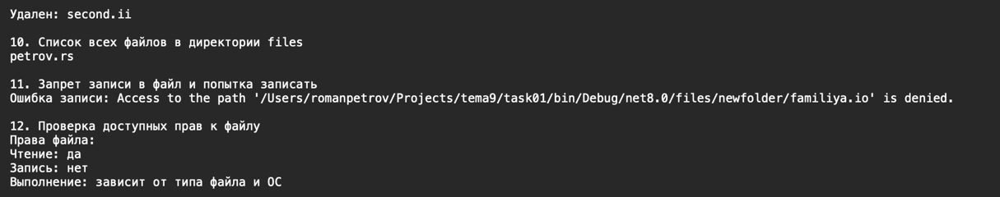 Удален: second.ii
10. Список всех файлов в директории files
petrov.rs
11. Запрет записи в файл и попытка записать
Ошибка записи: Access to the path '/Users/romanpetrov/Projects/tema9/task01/bin/Debug/net8.0/files/newfolder/familiya.io' is denied.
12. Проверка доступных прав к файлу
Права файла:
Чтение: да
Запись: нет
Выполнение: зависит от типа файла и ОС